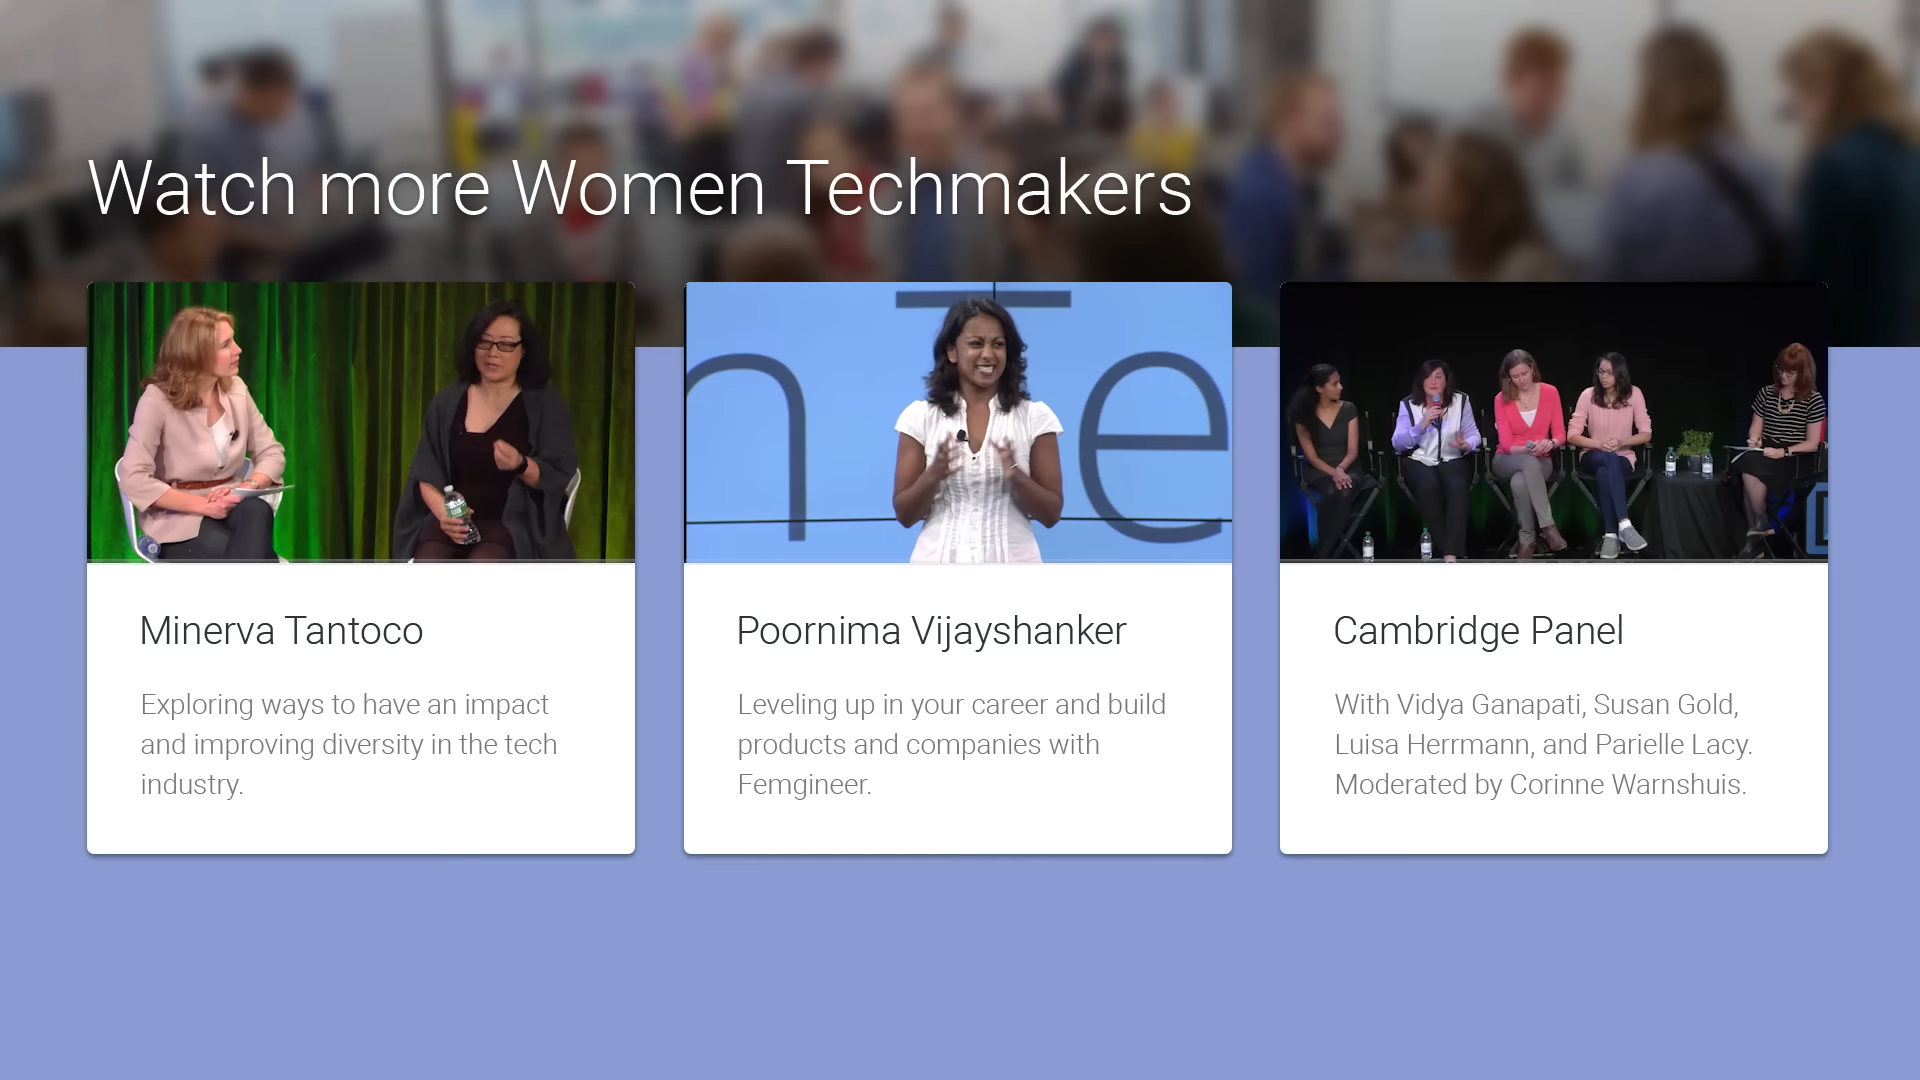 Watch more Women Techmakers
n
e
Minerva Tantoco
Exploring ways to have an impact
and improving diversity in the tech
industry.
Poornima Vijayshanker
Leveling up in your career and build
products and companies with
Femgineer.
Cambridge Panel
With Vidya Ganapati, Susan Gold,
Luisa Herrmann, and Parielle Lacy.
Moderated by Corinne Warnshuis.